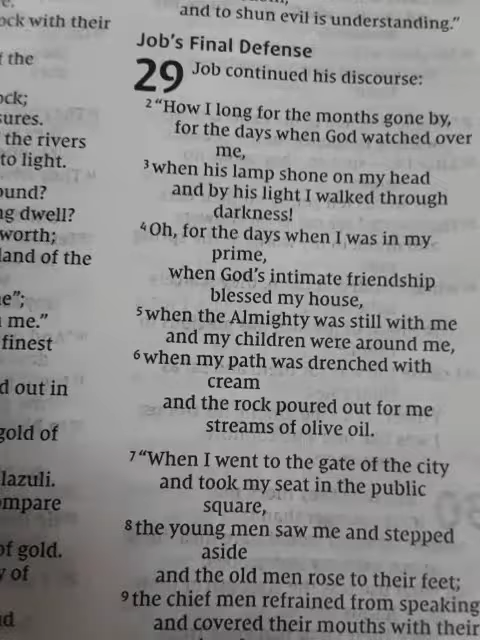 ock with their
the
ock;
sures.
the rivers
to light.
ound?
ng dwell?
worth;
land of the
e";
me."
finest
d out in
gold of
lazuli.
ompare
of gold.
y of
and to shun evil is understanding."
Job's Final Defense
29 Job continued his discourse:
2 "How I long for the months gone by,
for the days when God watched over
me,
3 when his lamp shone on my head
and by his light I walked through
darkness!
4 Oh, for the days when I was in my
prime,
when God's intimate friendship
blessed my house,
5 when the Almighty was still with me
and my children were around me,
6 when my path was drenched with
cream
and the rock poured out for me
streams of olive oil.
7 "When I went to the gate of the city
and took my seat in the public
square,
8 the young men saw me and stepped
aside
and the old men rose to their feet;
9 the chief men refrained from speaking
and covered their mouths with their